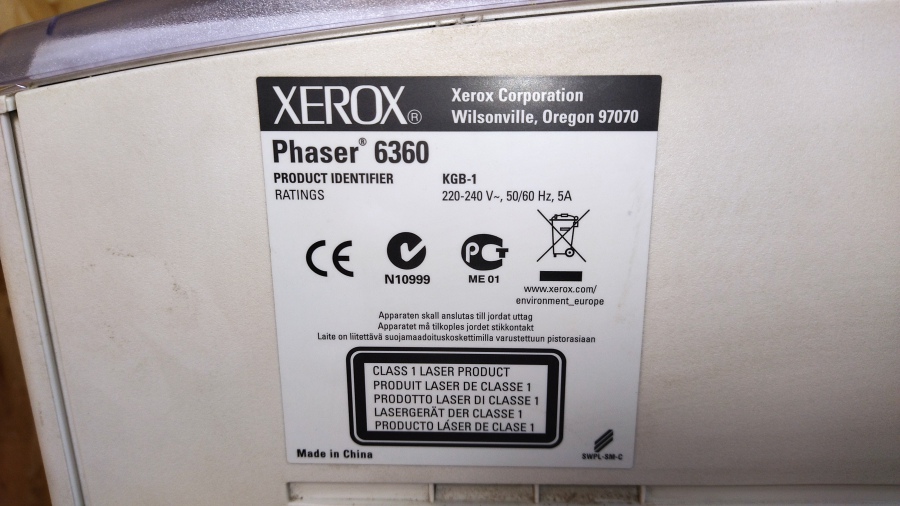 XEROX®
Xerox Corporation
Wilsonville, Oregon 97070
Phaser® 6360
PRODUCT IDENTIFIER KGB-1
RATINGS 220-240 V~, 50/60 Hz, 5A
CE
N10999
РСТ
ME 01
www.xerox.com/
environment_europe
Apparaten skall anslutas till jordat uttag
Apparatet må tilkoples jordet stikkontakt
Laite on liitettävä suojamaadoituskoskettimilla varustettuun pistorasiaan
CLASS 1 LASER PRODUCT
PRODUIT LASER DE CLASSE 1
PRODOTTO LASER DI CLASSE 1
LASERGERÄT DER CLASSE 1
PRODUCTO LÁSER DE CLASE 1
Made in China
SWPL-SM-C